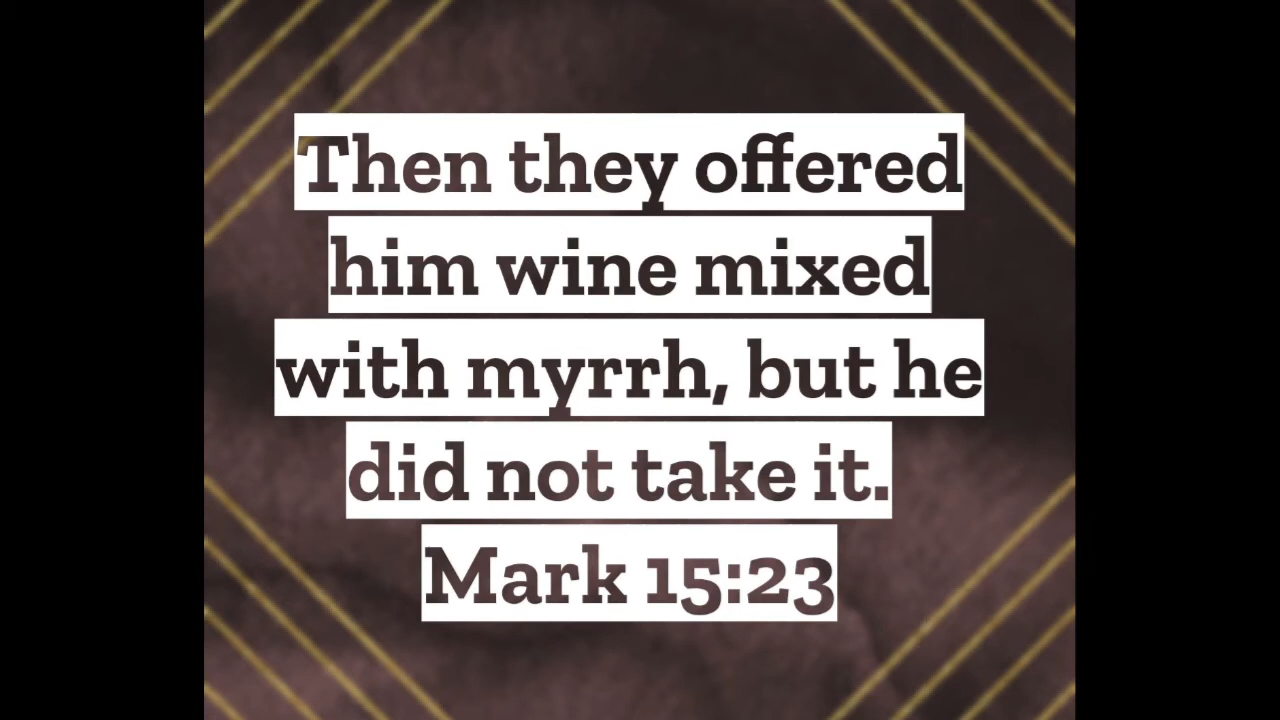 Then they offered
him wine mixed
with myrrh, but he
did not take it.
Mark 15:23